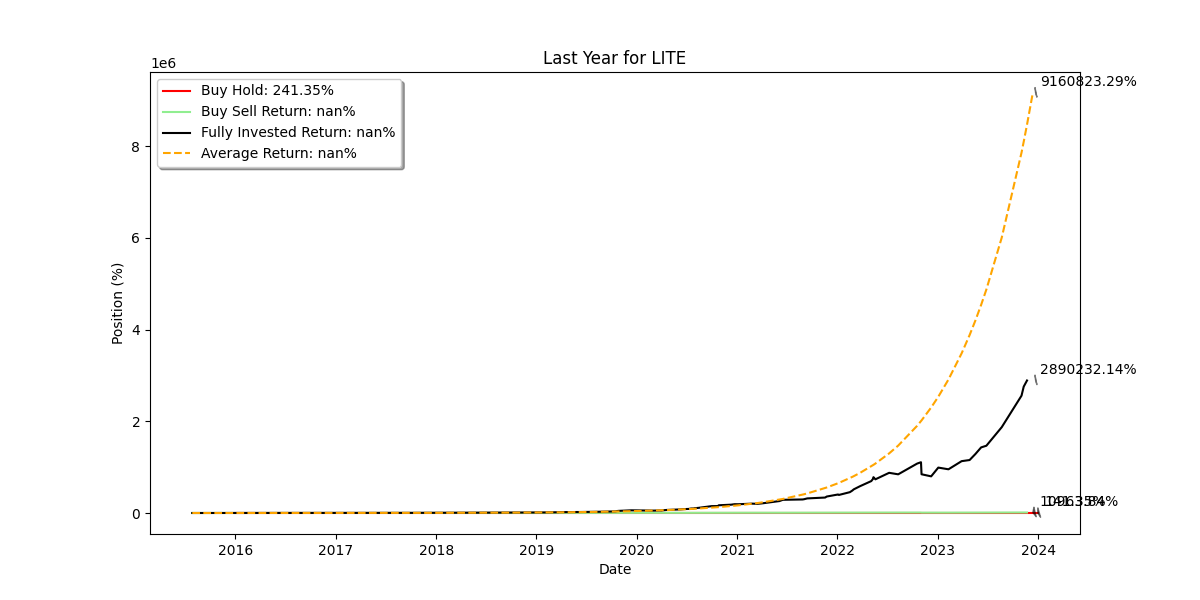 Last Year for LITE
1e6
Buy Hold: 241.35%
Buy Sell Return: nan%
Fully Invested Return: nan%
Average Return: nan%
9160823.29%
2890232.14%
8
6
4
2
0
Position (%)
2016
2017
2018
2019
2020
2021
2022
2023
2024
Date